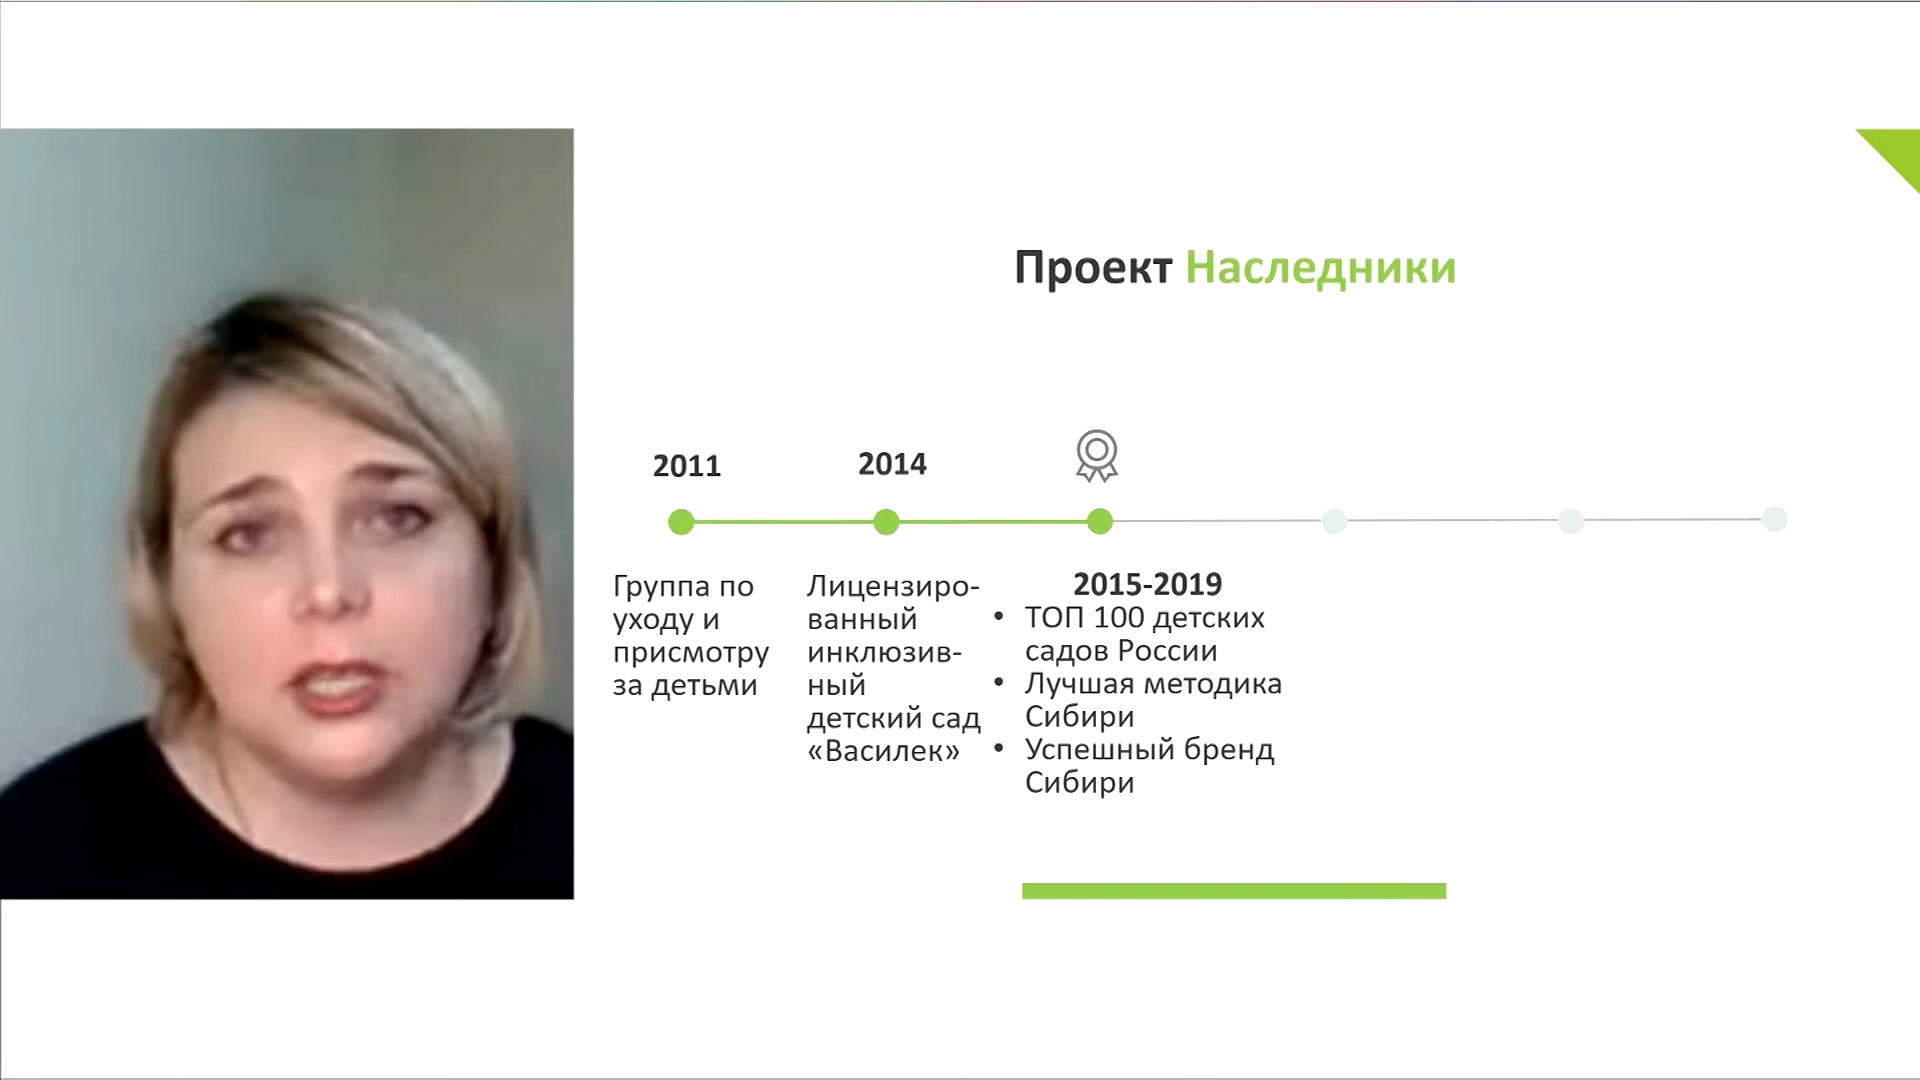 Проект Наследники
2011
Группа по
уходу и
присмотру
за детьми
2014
Лицензиро-
ванный
инклюзив-
ный
детский сад
«Василек»
2015-2019
• ТОП 100 детских
садов России
• Лучшая методика
Сибири
• Успешный бренд
Сибири